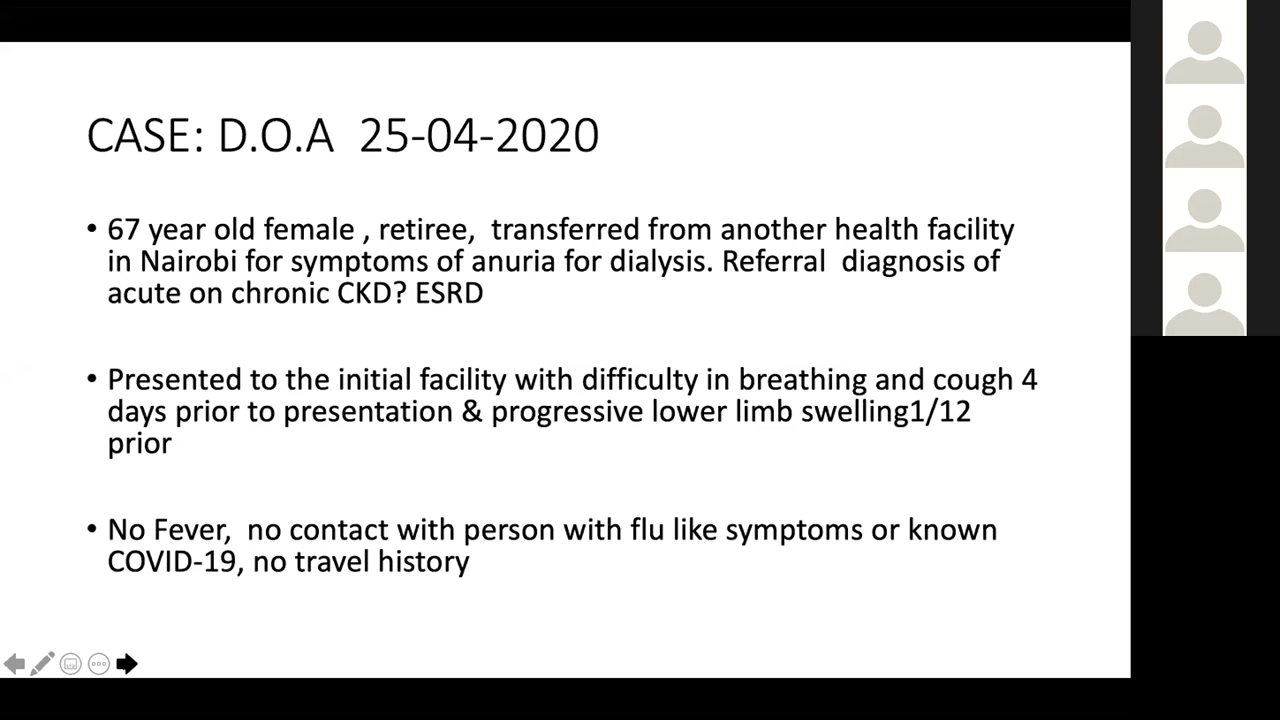 CASE: D.O.A 25-04-2020
• 67 year old female , retiree, transferred from another health facility
in Nairobi for symptoms of anuria for dialysis. Referral diagnosis of
acute on chronic CKD? ESRD
• Presented to the initial facility with difficulty in breathing and cough 4
days prior to presentation & progressive lower limb swelling1/12
prior
• No Fever, no contact with person with flu like symptoms or known
COVID-19, no travel history